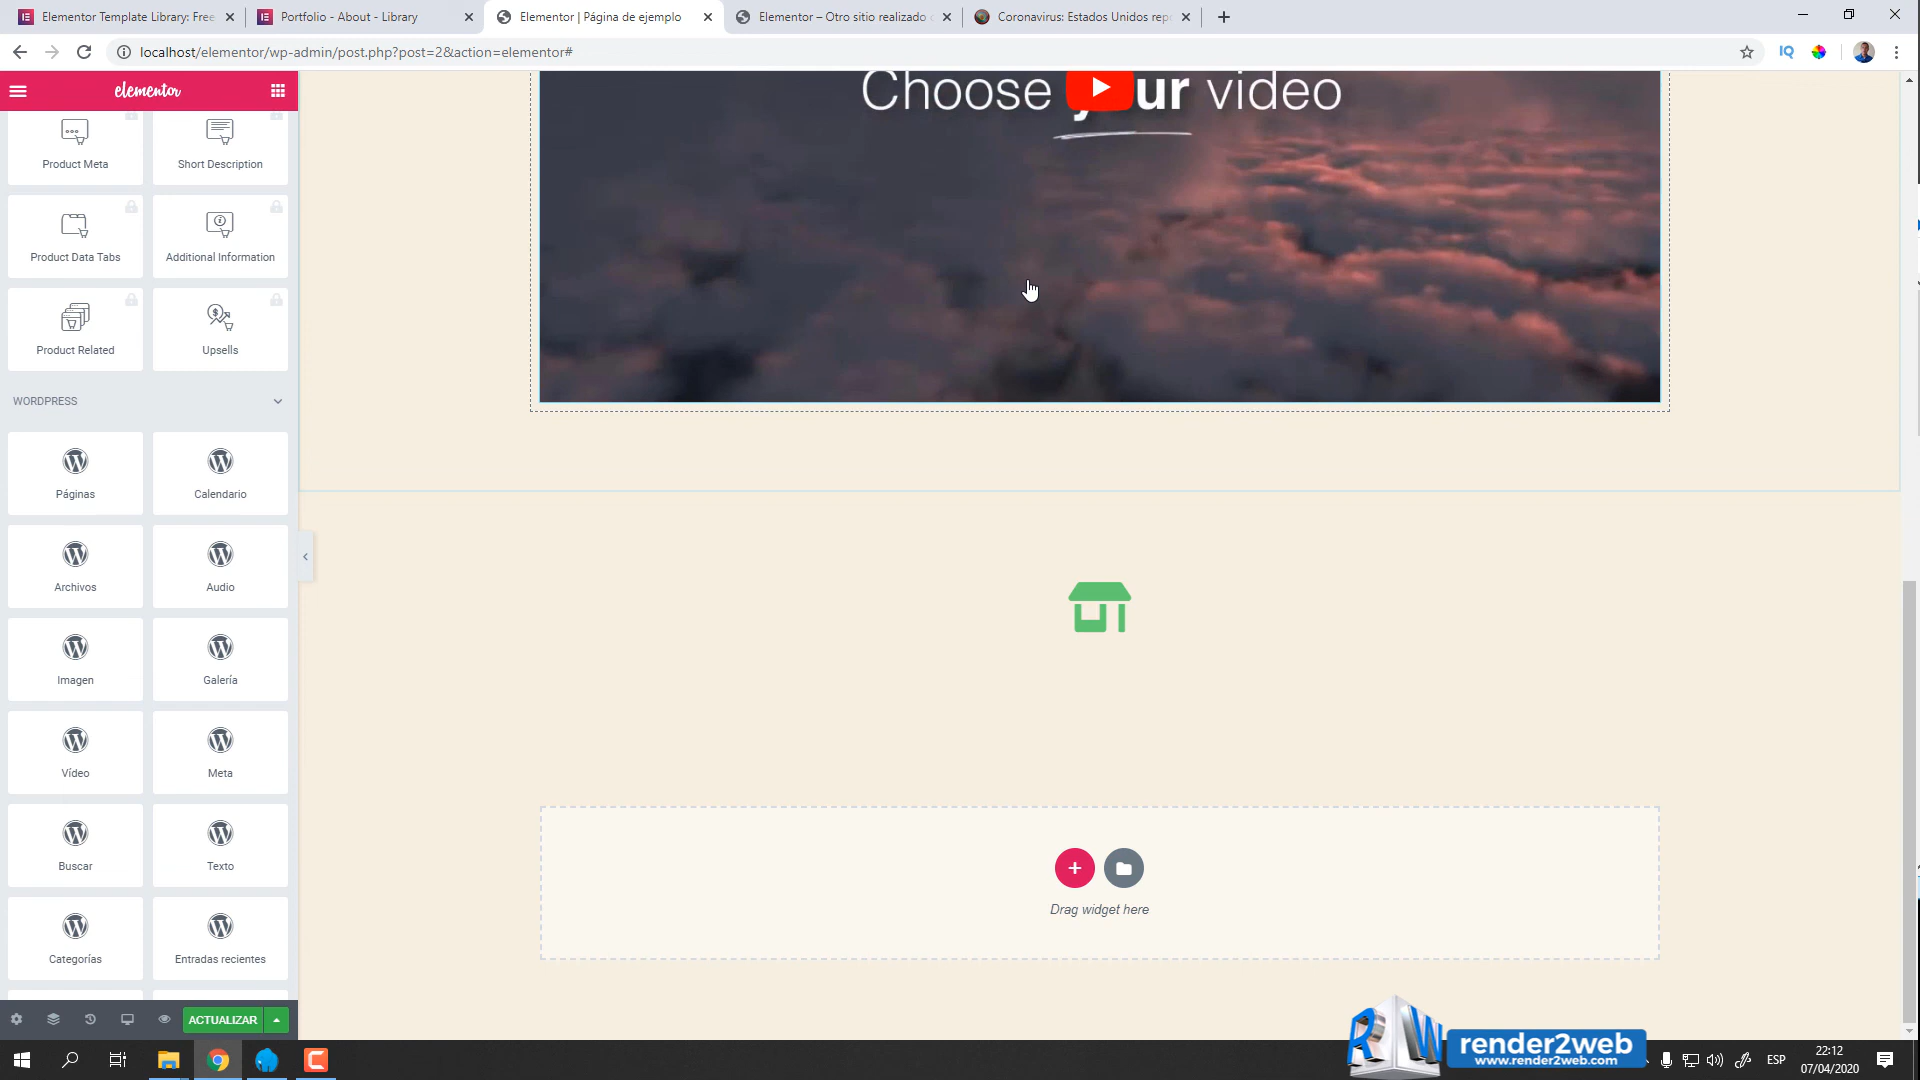 Elementor Template Library: Free
Portfolio - About - Library
Elementor | Página de ejemplo
Elementor – Otro sitio realizado
Coronavirus: Estados Unidos rep
localhost/elementor/wp-admin/post.php?post=2&action=elementor#
IQ
elementor
Choose your video
Product Meta
Short Description
Product Data Tabs
Additional Information
Product Related
Upsells
WORDPRESS
Páginas
Calendario
Archivos
Audio
Imagen
Galería
Vídeo
Meta
Buscar
Texto
Categorías
Entradas recientes
Drag widget here
ACTUALIZAR
RW
render2web
www.render2web.com
ESP
22:12
07/04/2020